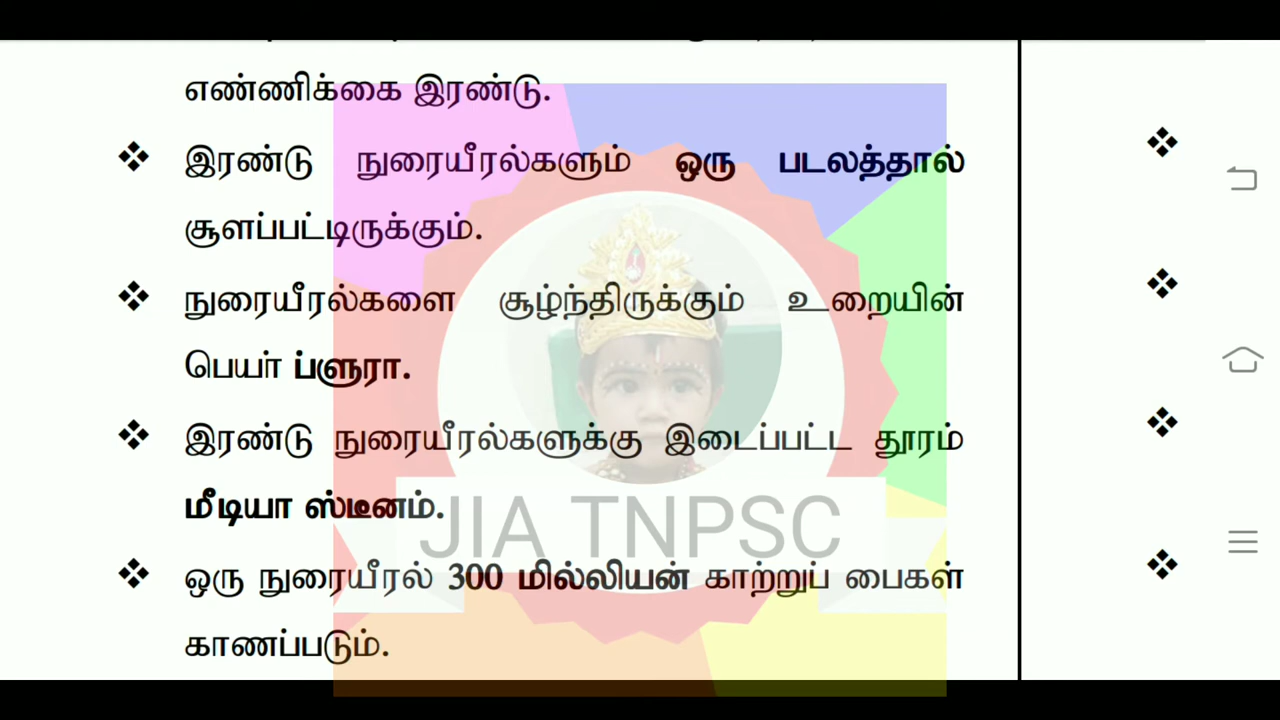 எண்ணிக்கை இரண்டு.
இரண்டு நுரையீரல்களும் ஒரு படலத்தால்
சூளப்பட்டிருக்கும்.
நுரையீரல்களை சூழ்ந்திருக்கும் உறையின்
பெயர் ப்ளுரா.
இரண்டு நுரையீரல்களுக்கு இடைப்பட்ட தூரம்
மீடியா ஸ்டீனம்.
ஒரு நுரையீரல் 300 மில்லியன் காற்றுப் பைகள்
காணப்படும்.
JIA TNPSC